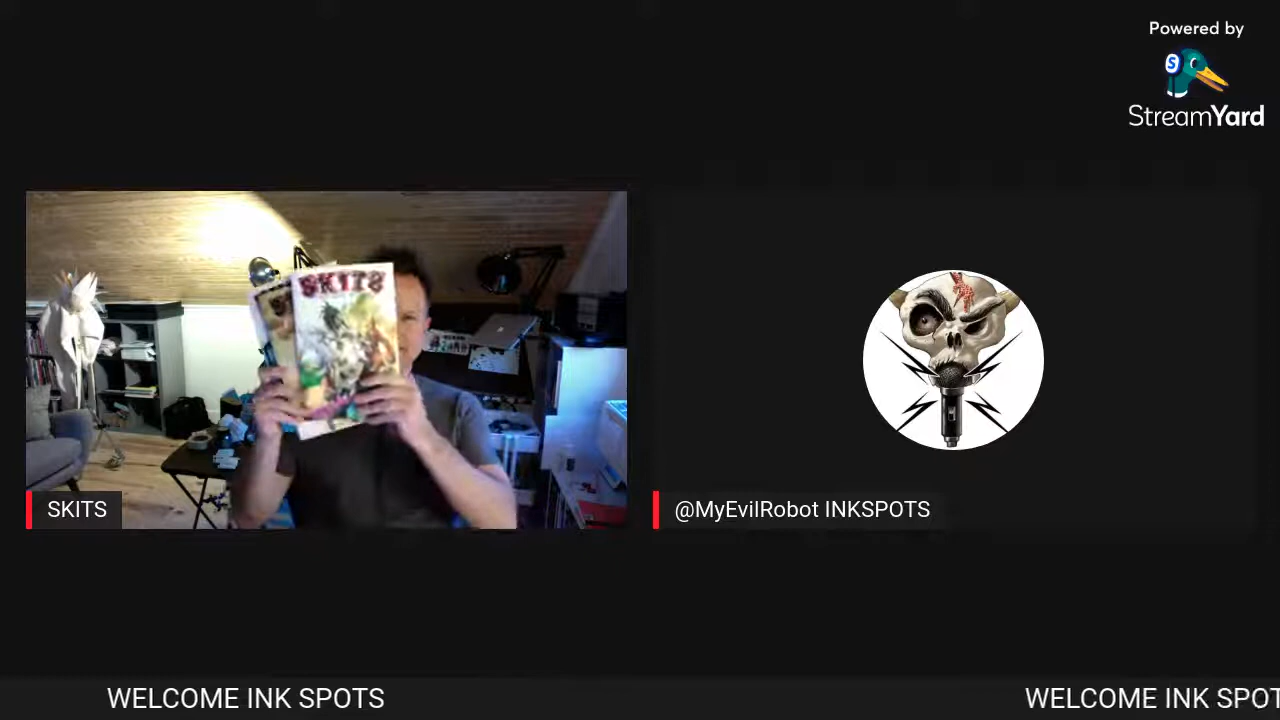 Powered by
S
StreamYard
SKITS
SKITS
@MyEvilRobot INKSPOTS
WELCOME INK SPOTS
WELCOME INK SPOT